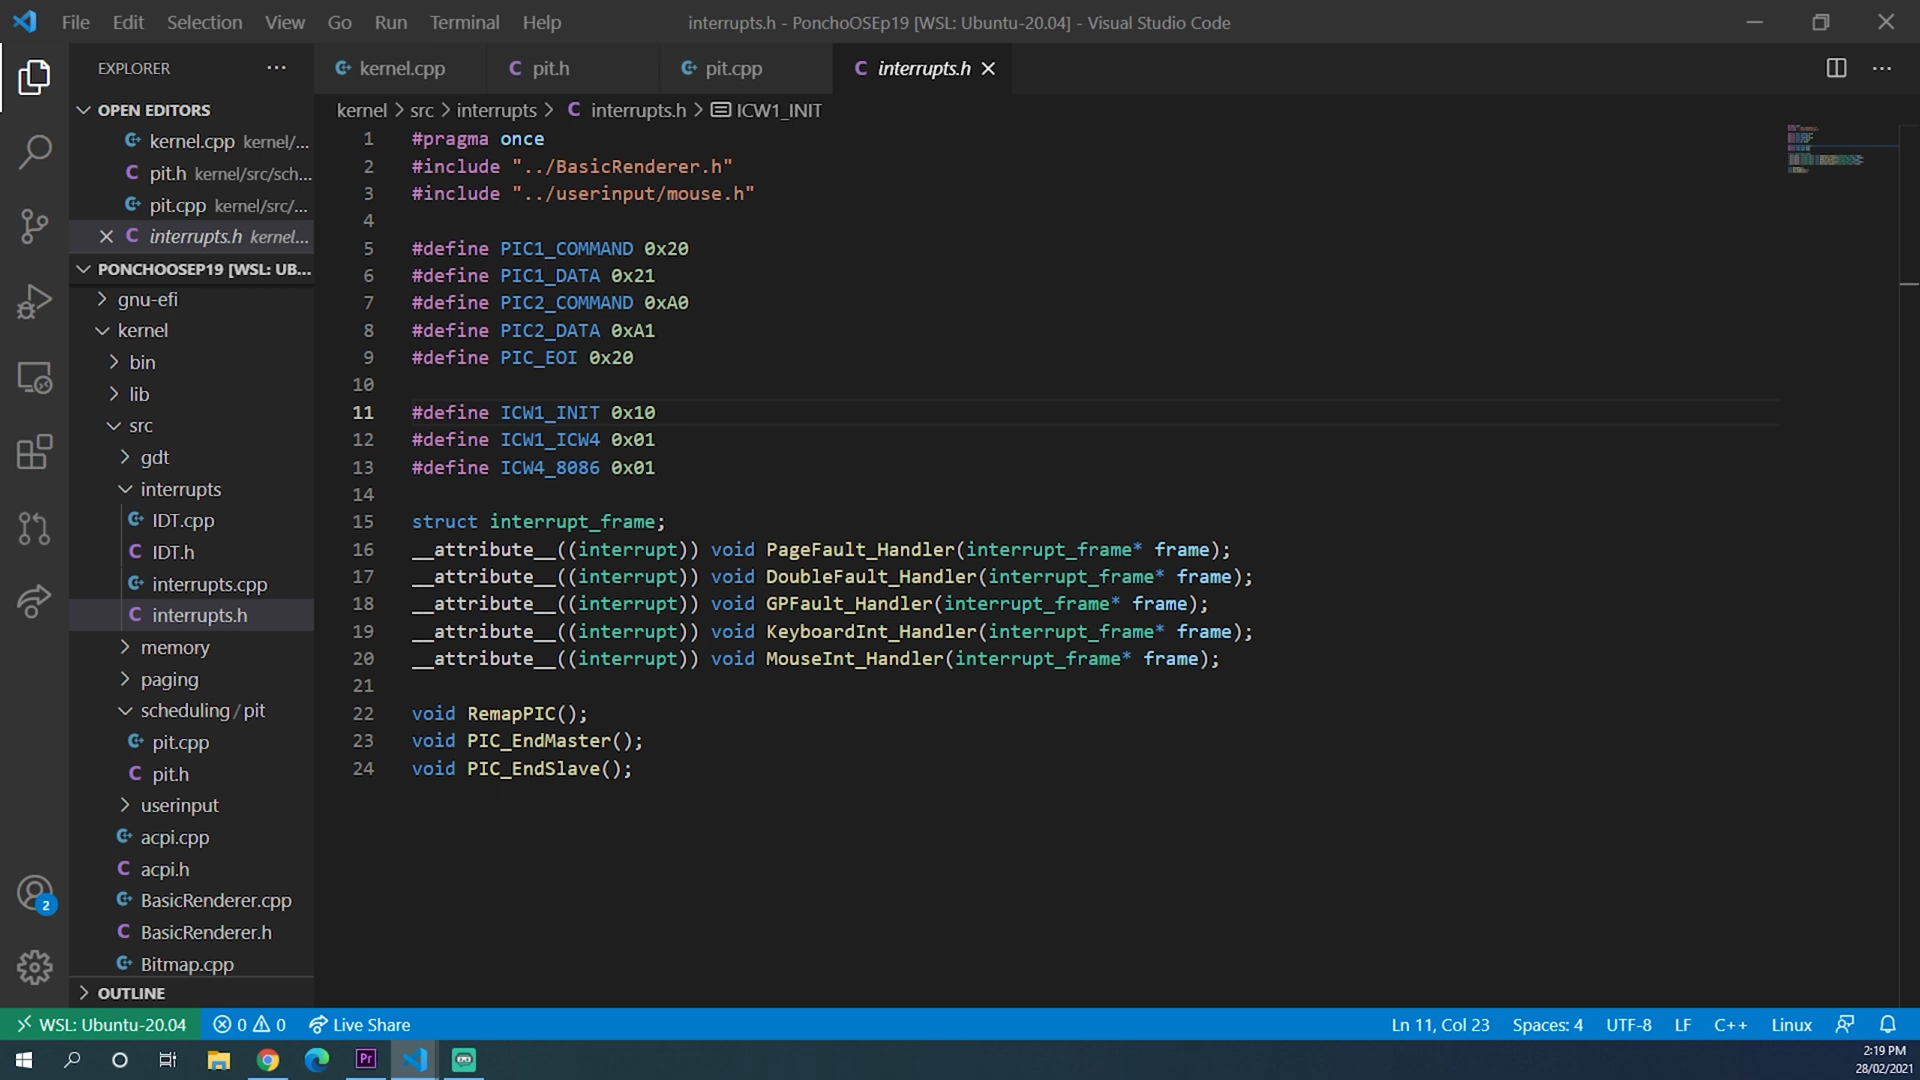 File Edit Selection View Go Run Terminal Help
interrupts.h - PonchoOSEp19 [WSL: Ubuntu-20.04] - Visual Studio Code
EXPLORER
kernel.cpp
pit.h
pit.cpp
interrupts.h
kernel > src > interrupts > C interrupts.h > ICW1_INIT
OPEN EDITORS
kernel.cpp kernel/...
C pit.h kernel/src/sch...
pit.cpp kernel/src/...
C interrupts.h kernel...
PONCHOOSEP19 [WSL: UB...
gnu-efi
kernel
bin
lib
src
gdt
interrupts
IDT.cpp
C IDT.h
interrupts.cpp
C interrupts.h
memory
paging
scheduling / pit
pit.cpp
C pit.h
userinput
acpi.cpp
C acpi.h
BasicRenderer.cpp
C BasicRenderer.h
Bitmap.cpp
OUTLINE
1 #pragma once
2 #include "../BasicRenderer.h"
3 #include "../userinput/mouse.h"
4
5 #define PIC1_COMMAND 0x20
6 #define PIC1_DATA 0x21
7 #define PIC2_COMMAND 0xA0
8 #define PIC2_DATA 0xA1
9 #define PIC_EOI 0x20
10
11 #define ICW1_INIT 0x10
12 #define ICW1_ICW4 0x01
13 #define ICW4_8086 0x01
14
15 struct interrupt_frame;
16 __attribute__((interrupt)) void PageFault_Handler(interrupt_frame* frame);
17 __attribute__((interrupt)) void DoubleFault_Handler(interrupt_frame* frame);
18 __attribute__((interrupt)) void GPFault_Handler(interrupt_frame* frame);
19 __attribute__((interrupt)) void KeyboardInt_Handler(interrupt_frame* frame);
20 __attribute__((interrupt)) void MouseInt_Handler(interrupt_frame* frame);
21
22 void RemapPIC();
23 void PIC_EndMaster();
24 void PIC_EndSlave();
2
WSL: Ubuntu-20.04 0 0 Live Share
Ln 11, Col 23 Spaces: 4 UTF-8 LF C++ Linux
Pr
2:19 PM
28/02/2021